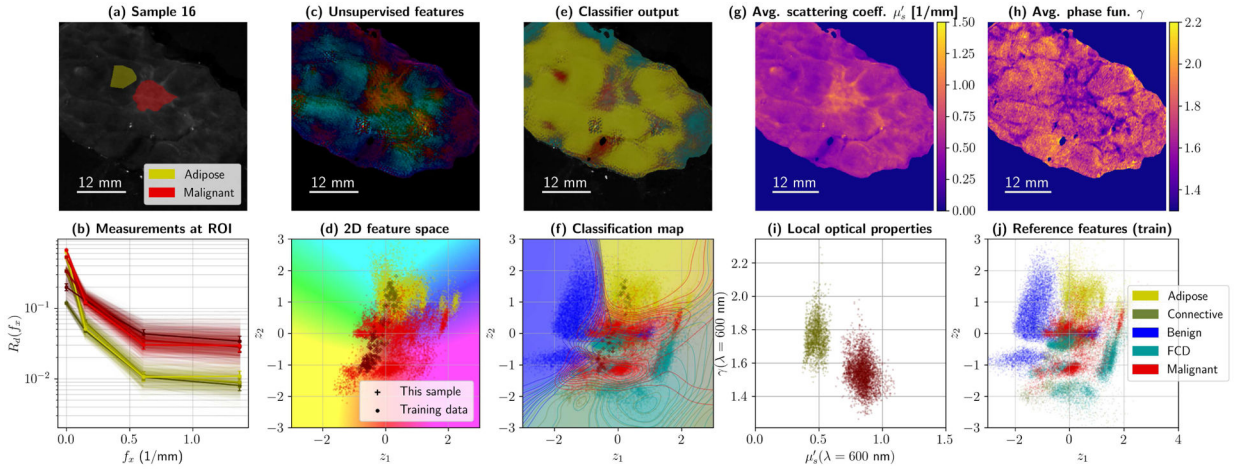 (a) Sample 16
(c) Unsupervised features
(e) Classifier output
(g) Avg. scattering coeff. μ′s [1/mm]
(h) Avg. phase fun. γ
12 mm
Adipose
Malignant
12 mm
12 mm
12 mm
1.50
1.25
1.00
0.75
0.50
0.25
0.00
12 mm
2.2
2.0
1.8
1.6
1.4
(b) Measurements at ROI
10⁻¹
10⁻²
R_d(f_x)
0.0 0.5 1.0
f_x (1/mm)
(d) 2D feature space
3
2
1
0
−1
−2
−3
z₂
−2 0 2
z₁
This sample
Training data
(f) Classification map
3
2
1
0
−1
−2
−3
z₂
−2 0 2
z₁
(i) Local optical properties
2.2
2.0
1.8
1.6
1.4
γ(λ = 600 nm)
0.0 0.5 1.0 1.5
μ′s(λ = 600 nm)
(j) Reference features (train)
3
2
1
0
−1
−2
−3
z₂
−2 0 2 4
z₁
Adipose
Connective
Benign
FCD
Malignant